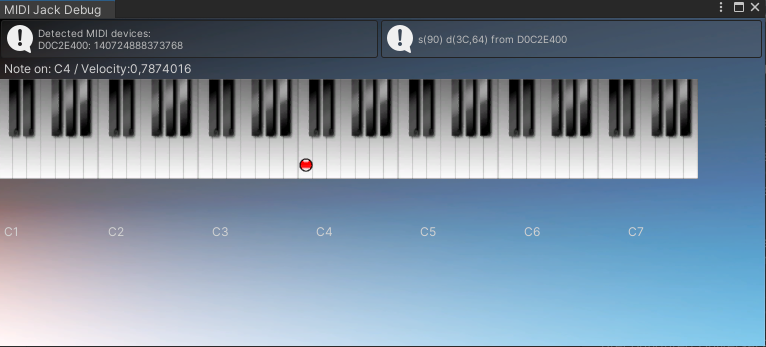 MIDI Jack Debug
Detected MIDI devices:
D0C2E400: 140724888373768
s(90) d(3C,64) from D0C2E400
Note on: C4 / Velocity:0,7874016
C1 C2 C3 C4 C5 C6 C7